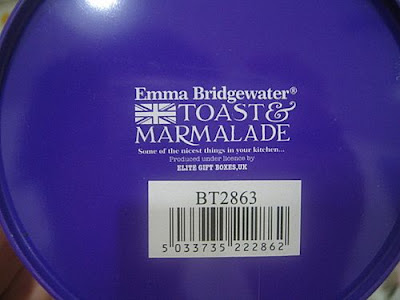 Emma Bridgewater®
TOAST &
MARMALADE
Some of the nicest things in your kitchen...
Produced under licence by
ELITE GIFT BOXES,UK
BT2863
5 033735 222862